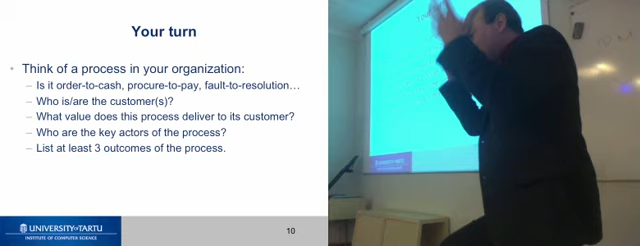 Your turn
• Think of a process in your organization:
– Is it order-to-cash, procure-to-pay, fault-to-resolution…
– Who is/are the customer(s)?
– What value does this process deliver to its customer?
– Who are the key actors of the process?
– List at least 3 outcomes of the process.
UNIVERSITY OF TARTU
INSTITUTE OF COMPUTER SCIENCE
10